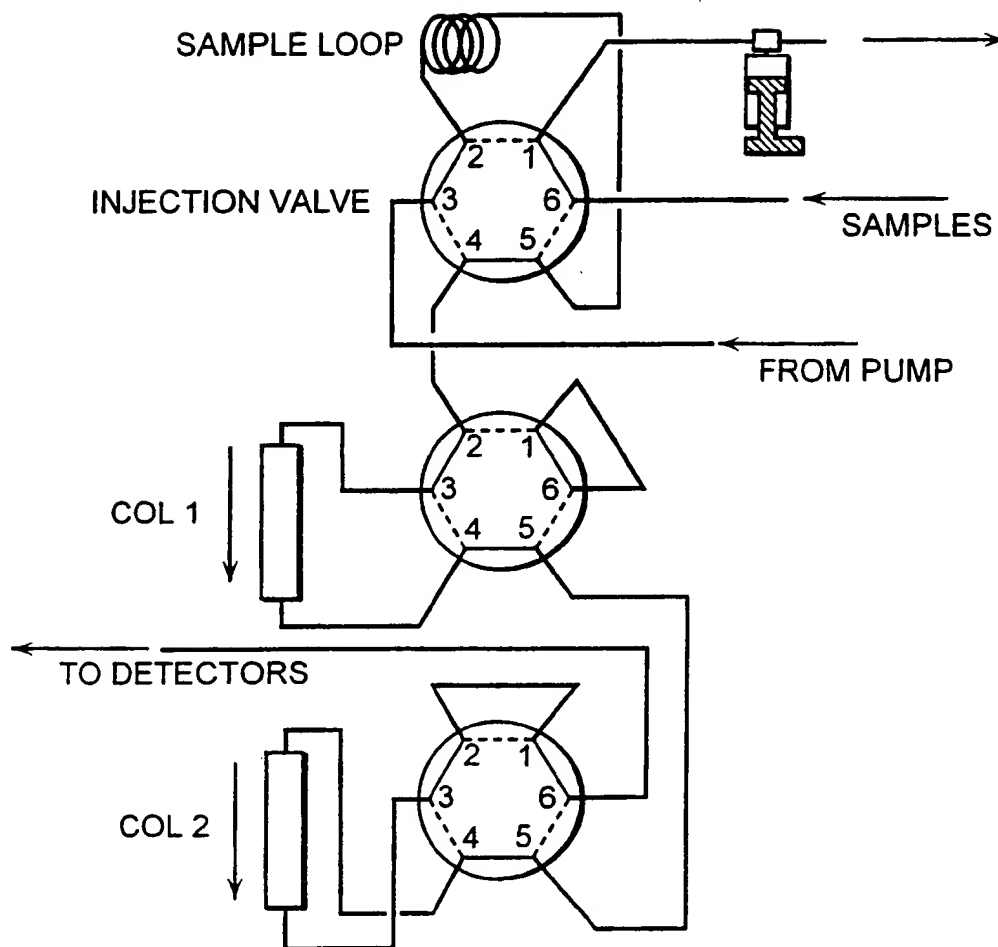 SAMPLE LOOP
2 1
INJECTION VALVE
3 6
SAMPLES
4 5
FROM PUMP
2 1
COL 1
3 6
4 5
TO DETECTORS
2 1
COL 2
3 6
4 5